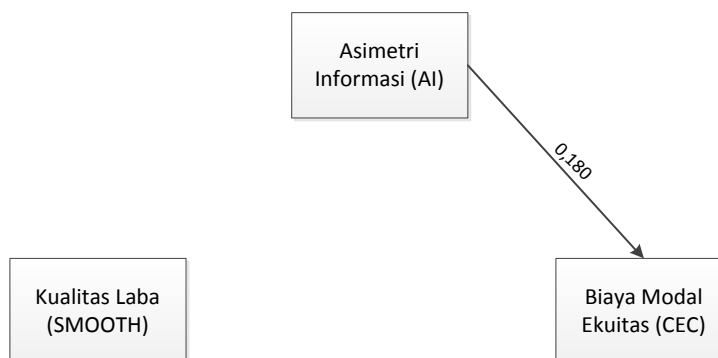 Asimetri
Informasi (AI)
0,180
Kualitas Laba
(SMOOTH)
Biaya Modal
Ekuitas (CEC)